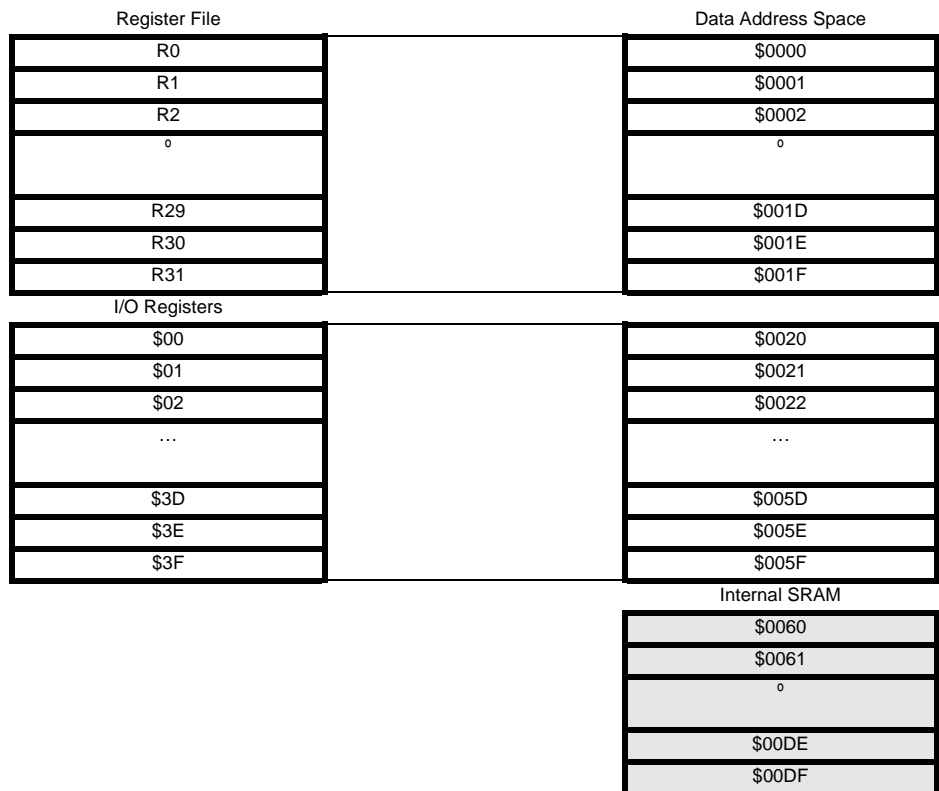 Register File Data Address Space
R0 $0000
R1 $0001
R2 $0002
º º
R29 $001D
R30 $001E
R31 $001F
I/O Registers
$00 $0020
$01 $0021
$02 $0022
… …
$3D $005D
$3E $005E
$3F $005F
Internal SRAM
$0060
$0061
º
$00DE
$00DF